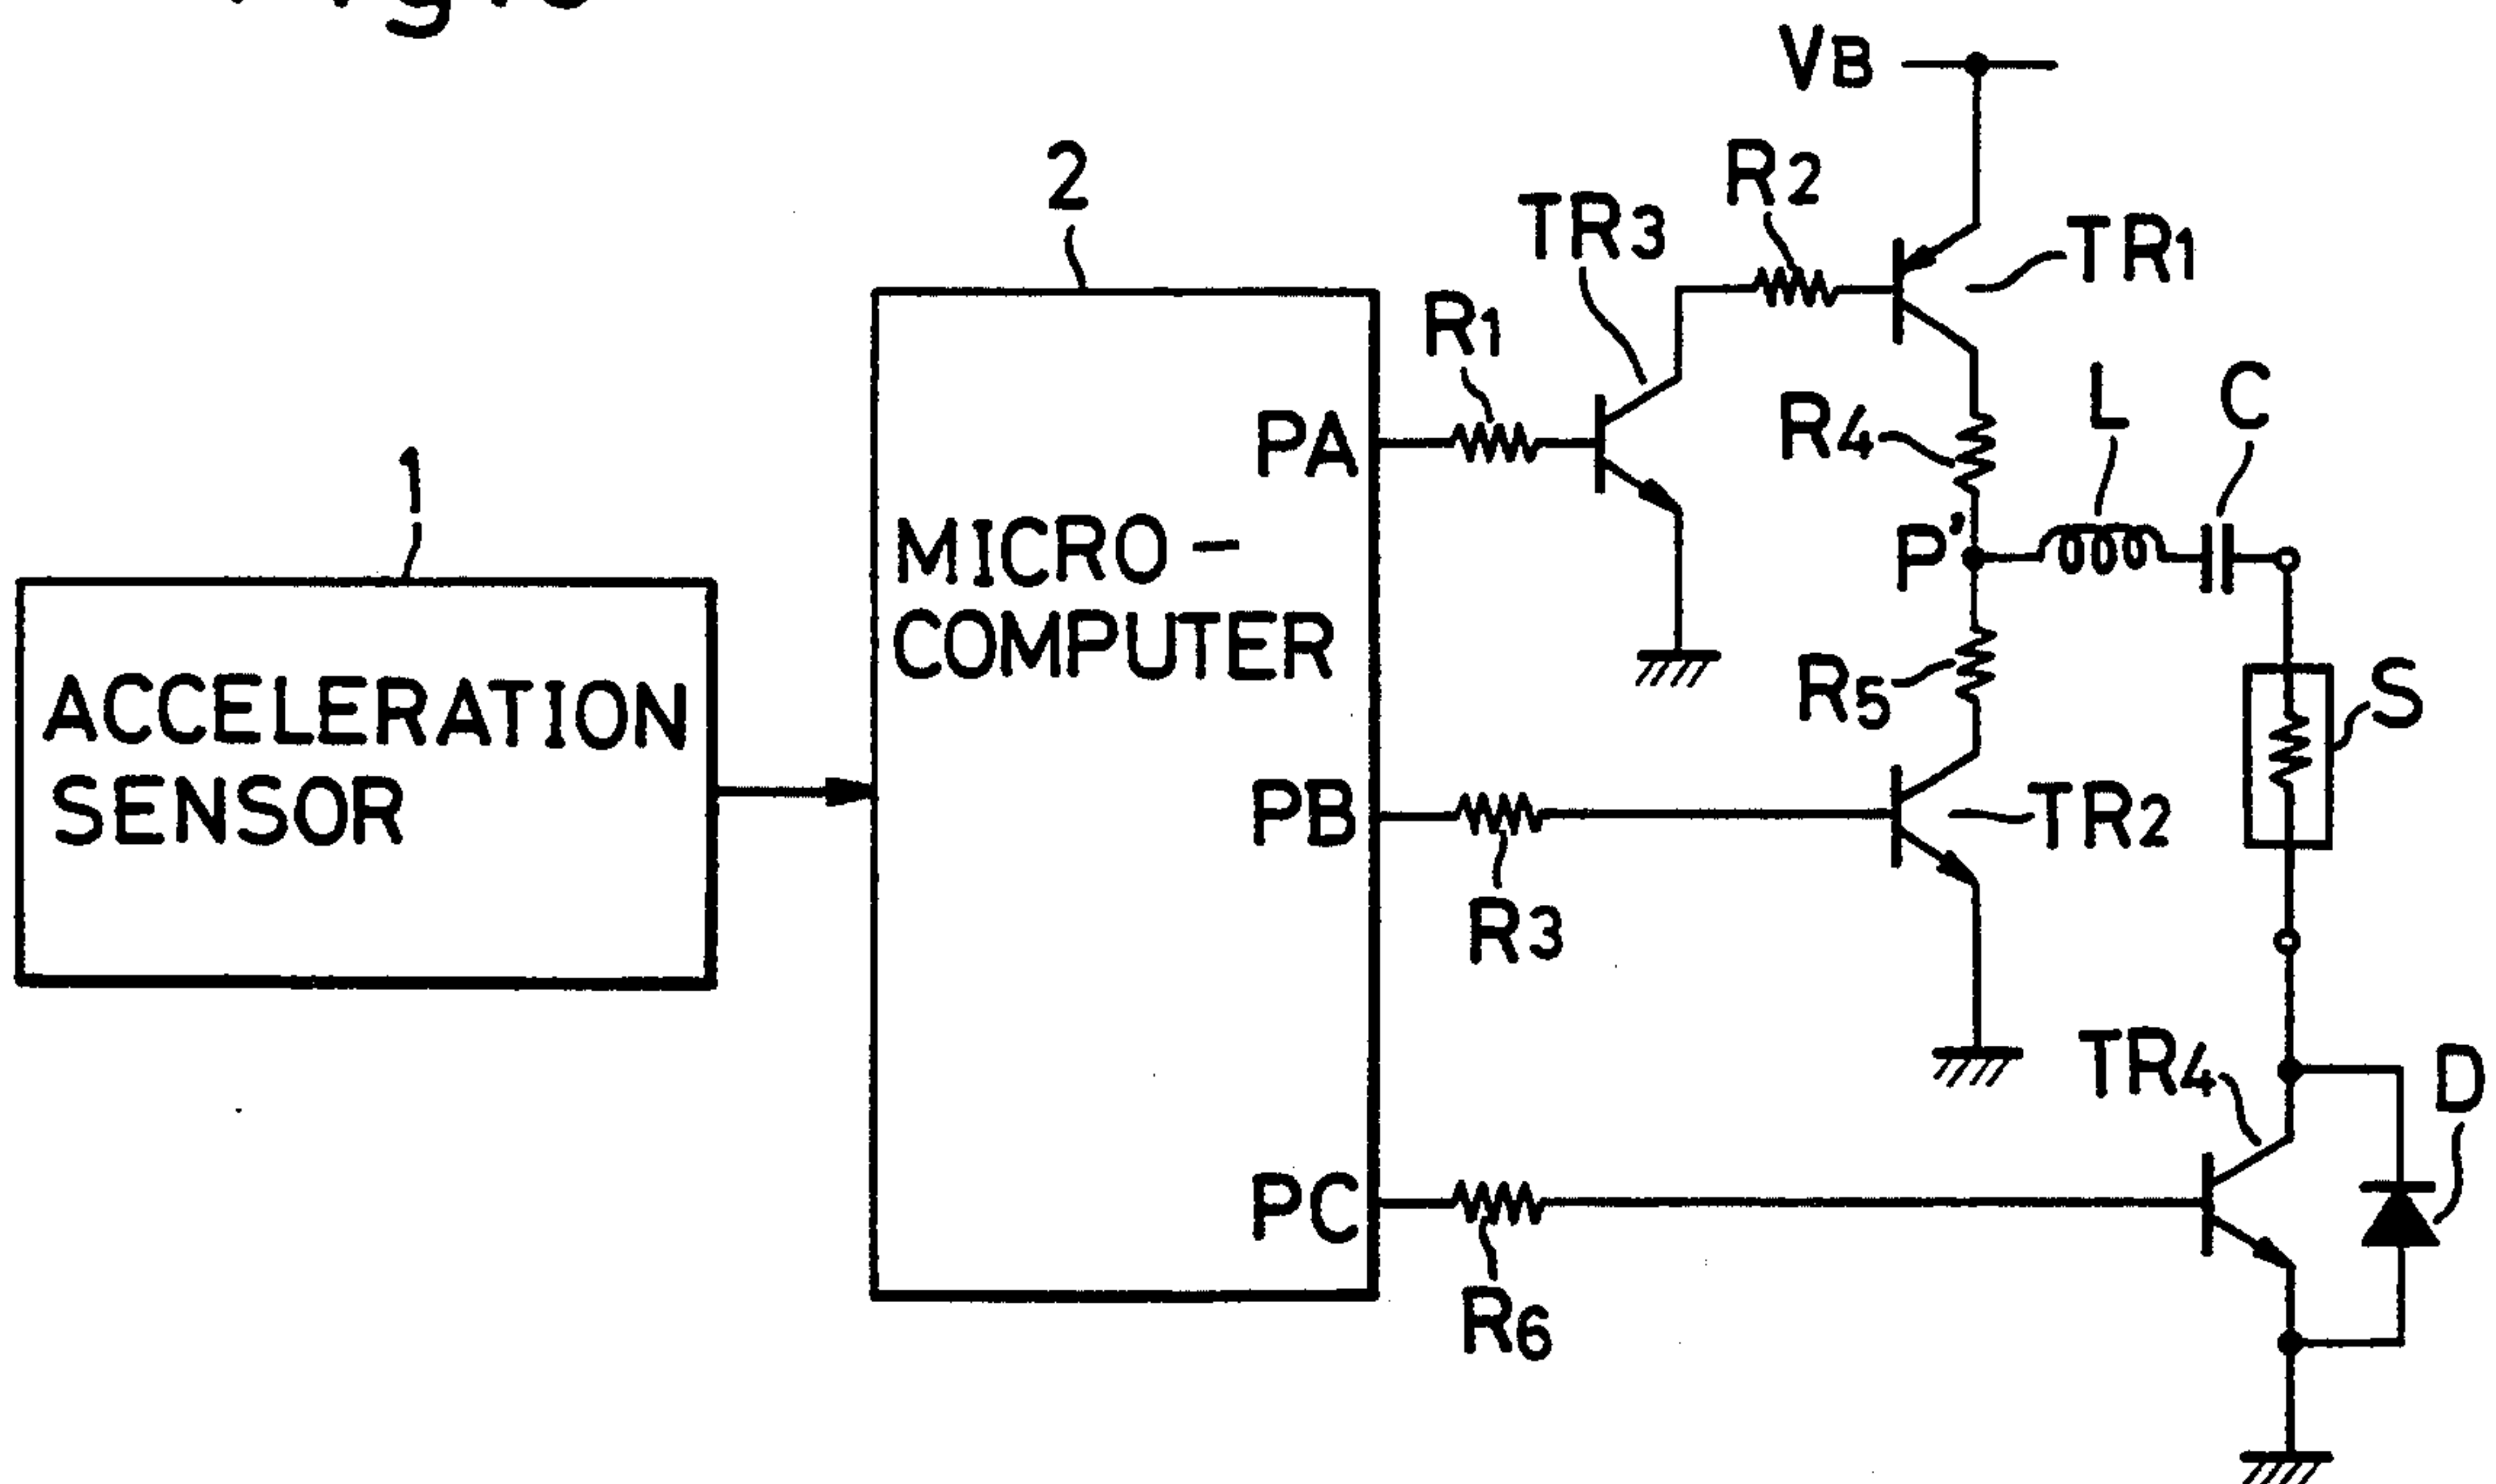 VB
2
R2
TR3
TR1
R1
L
C
PA
R4
1
MICRO-
COMPUTER
P'
R5
S
ACCELERATION
SENSOR
PB
TR2
R3
TR4
D
PC
R6